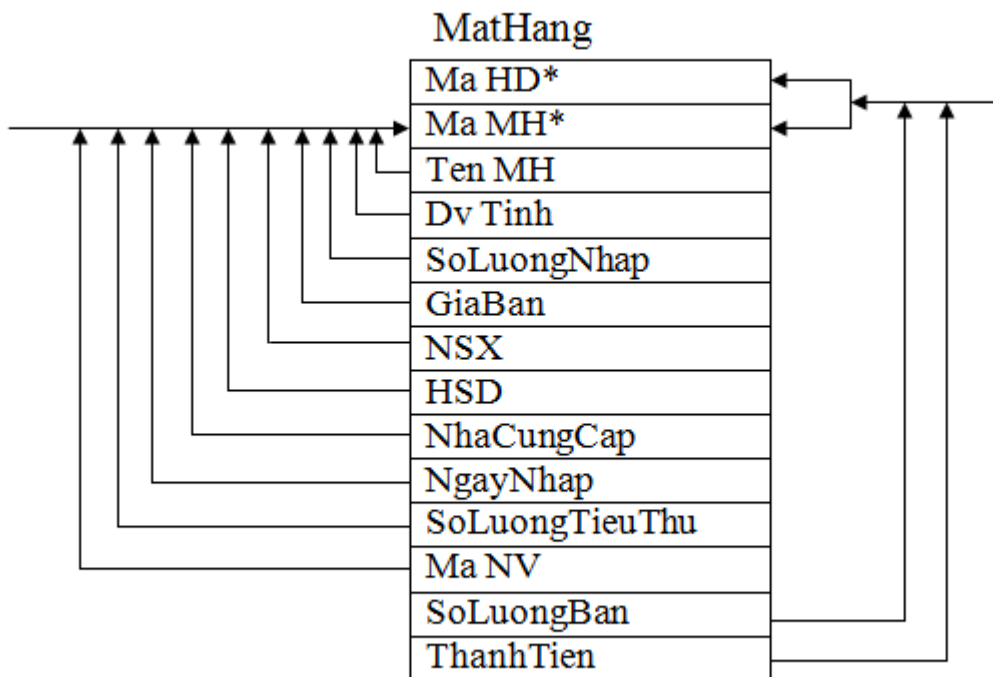 MatHang
Ma HD*
Ma MH*
Ten MH
Dv Tinh
SoLuongNhap
GiaBan
NSX
HSD
NhaCungCap
NgayNhap
SoLuongTieuThu
Ma NV
SoLuongBan
ThanhTien